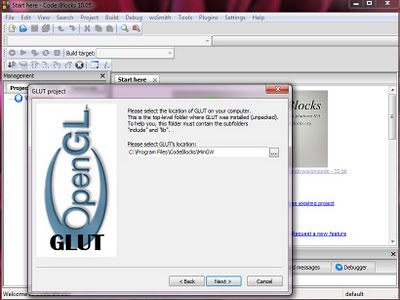 Start here - Code::Blocks 10.05
File Edit View Search Project Build Debug wxSmith Tools Plugins Settings Help
Build target:
Management
Start here
GLUT project
Please select the location of GLUT on your computer.
This is the top-level folder where GLUT was installed (unpacked).
To help you, this folder must contain the subfolders
"include" and "lib".
Please select GLUT's location:
C:\Program Files\CodeBlocks\MinGW
...
OpenGL
GLUT
< Back
Next >
Cancel
Blocks
an existing project
Request a new feature
messages
Debugger
default